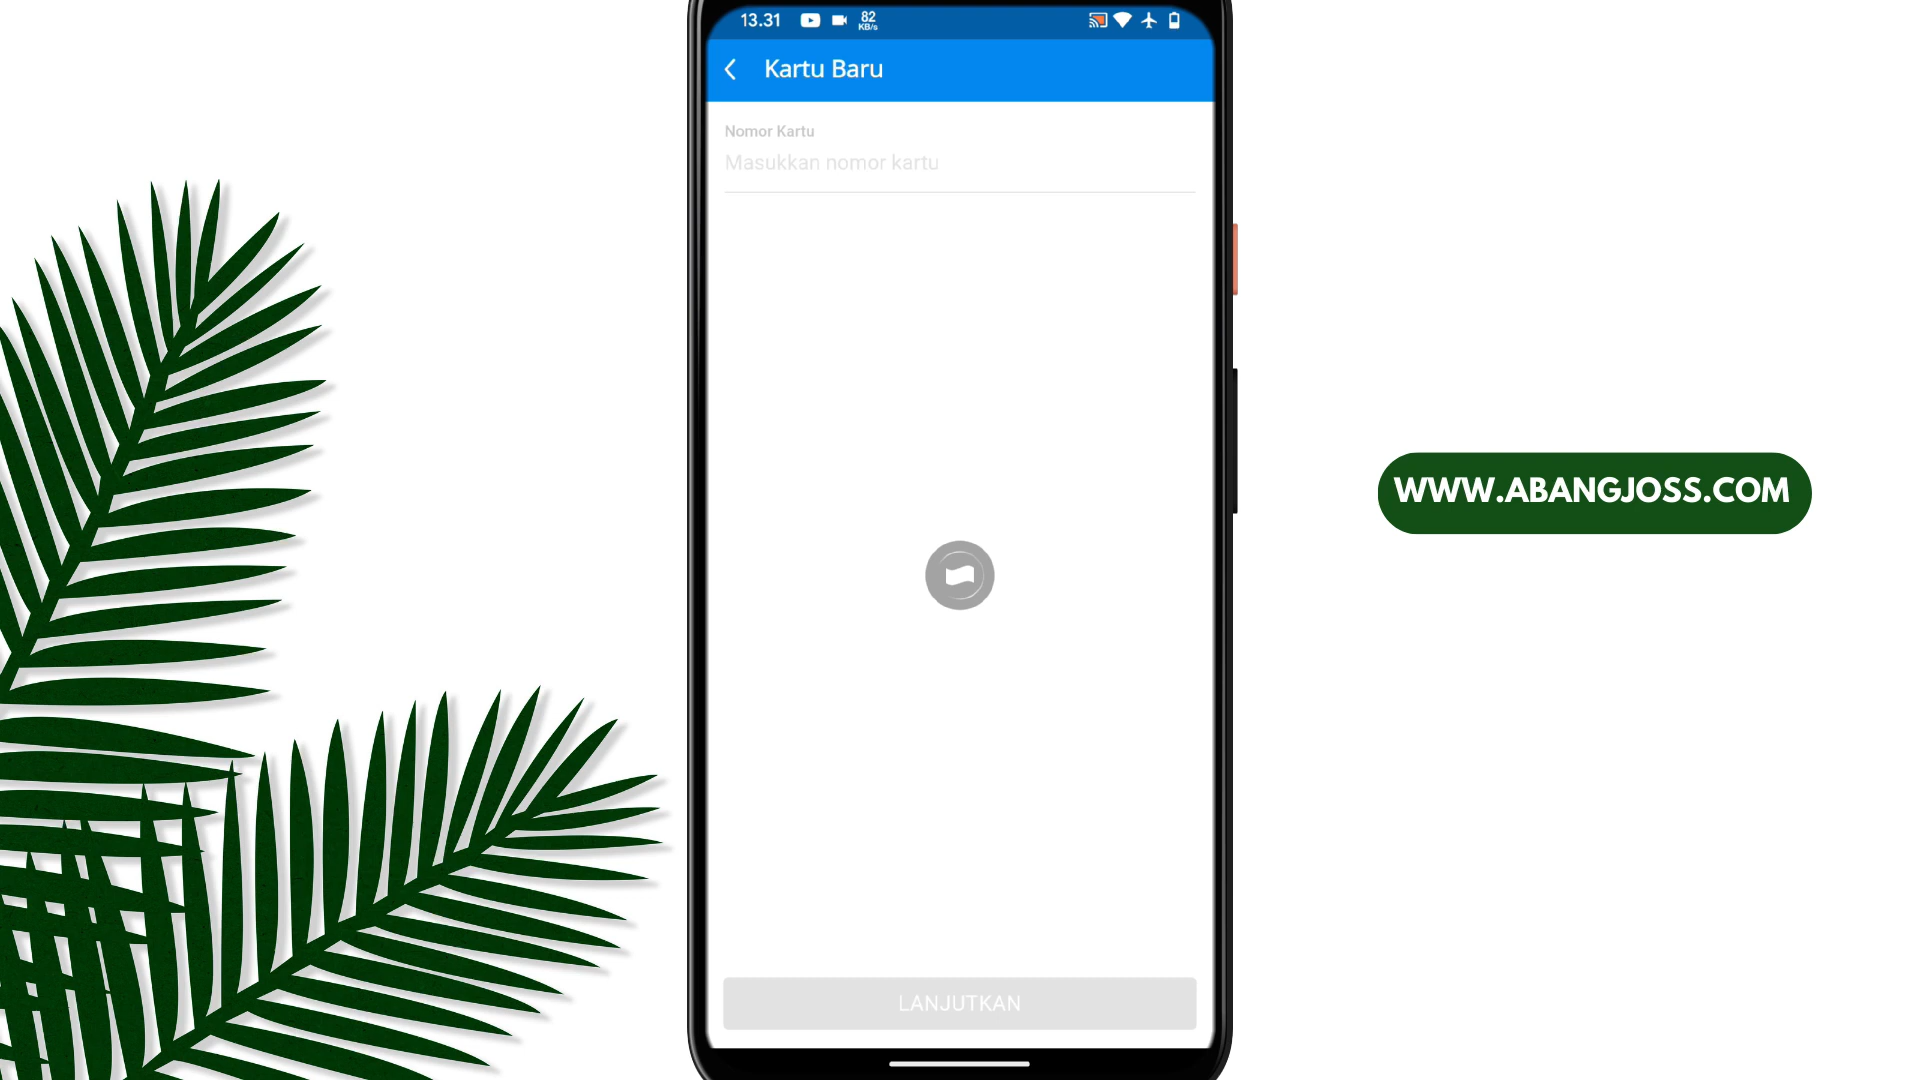 13.31
82
KB/s
Kartu Baru
Nomor Kartu
Masukkan nomor kartu
WWW.ABANGJOSS.COM
LANJUTKAN